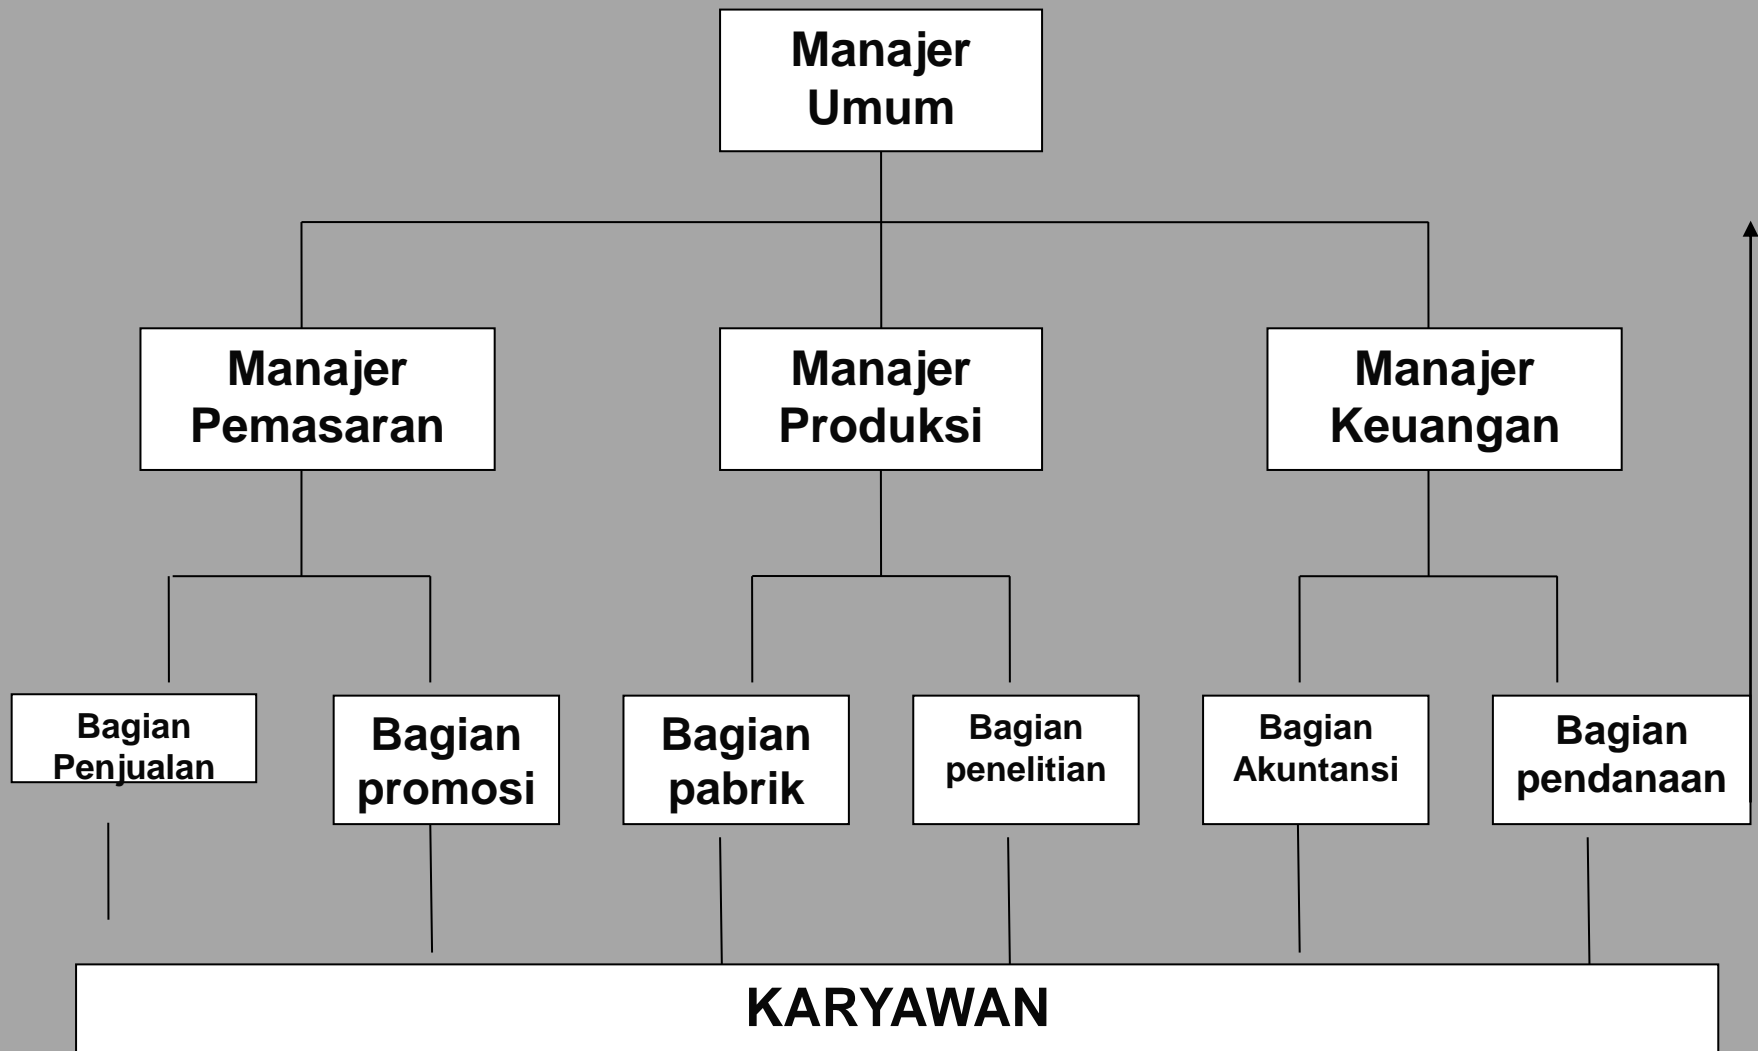 Manajer
Umum
Manajer
Pemasaran
Manajer
Produksi
Manajer
Keuangan
Bagian
Penjualan
Bagian
promosi
Bagian
pabrik
Bagian
penelitian
Bagian
Akuntansi
Bagian
pendanaan
KARYAWAN